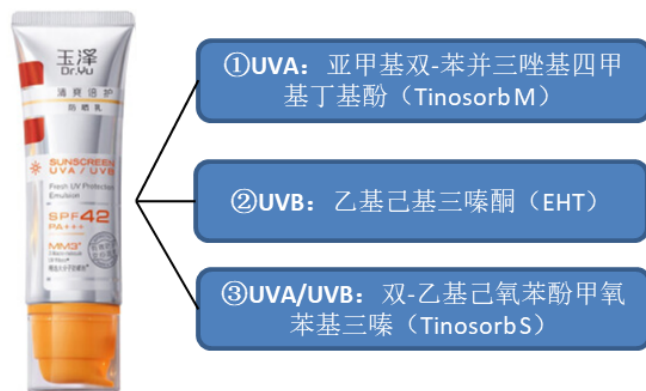 玉泽
Dr.Yu
清爽倍护
防晒乳
SUNSCREEN
UVA / UVB
Fresh UV Protection
Emulsion
SPF42
PA+++
MM3+
①UVA：亚甲基双-苯并三唑基四甲
基丁基酚（Tinosorb M）
②UVB：乙基己基三嗪酮（EHT）
③UVA/UVB：双-乙基己氧苯酚甲氧
苯基三嗪（Tinosorb S）